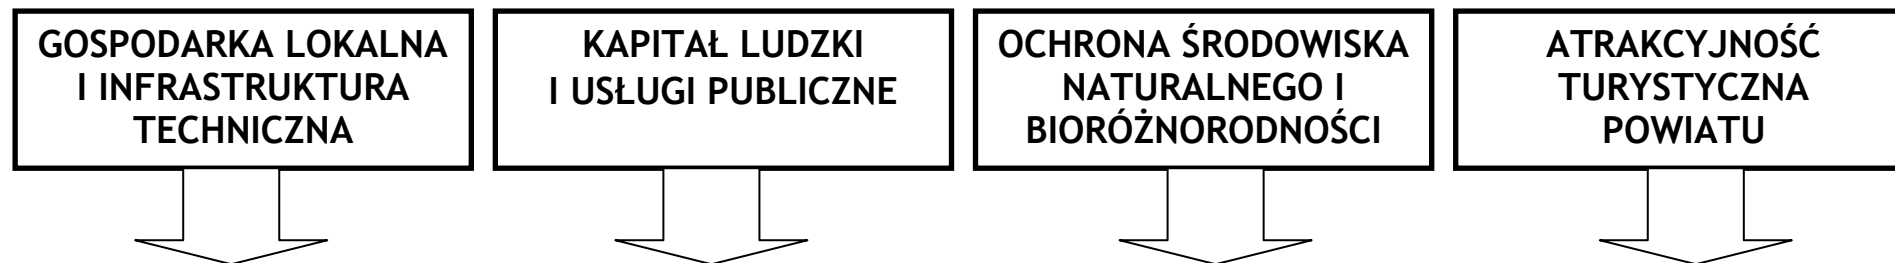 GOSPODARKA LOKALNA
I INFRASTRUKTURA
TECHNICZNA
KAPITAŁ LUDZKI
I USŁUGI PUBLICZNE
OCHRONA ŚRODOWISKA
NATURALNEGO I
BIORÓŻNORODNOŚCI
ATRAKCYJNOŚĆ
TURYSTYCZNA
POWIATU